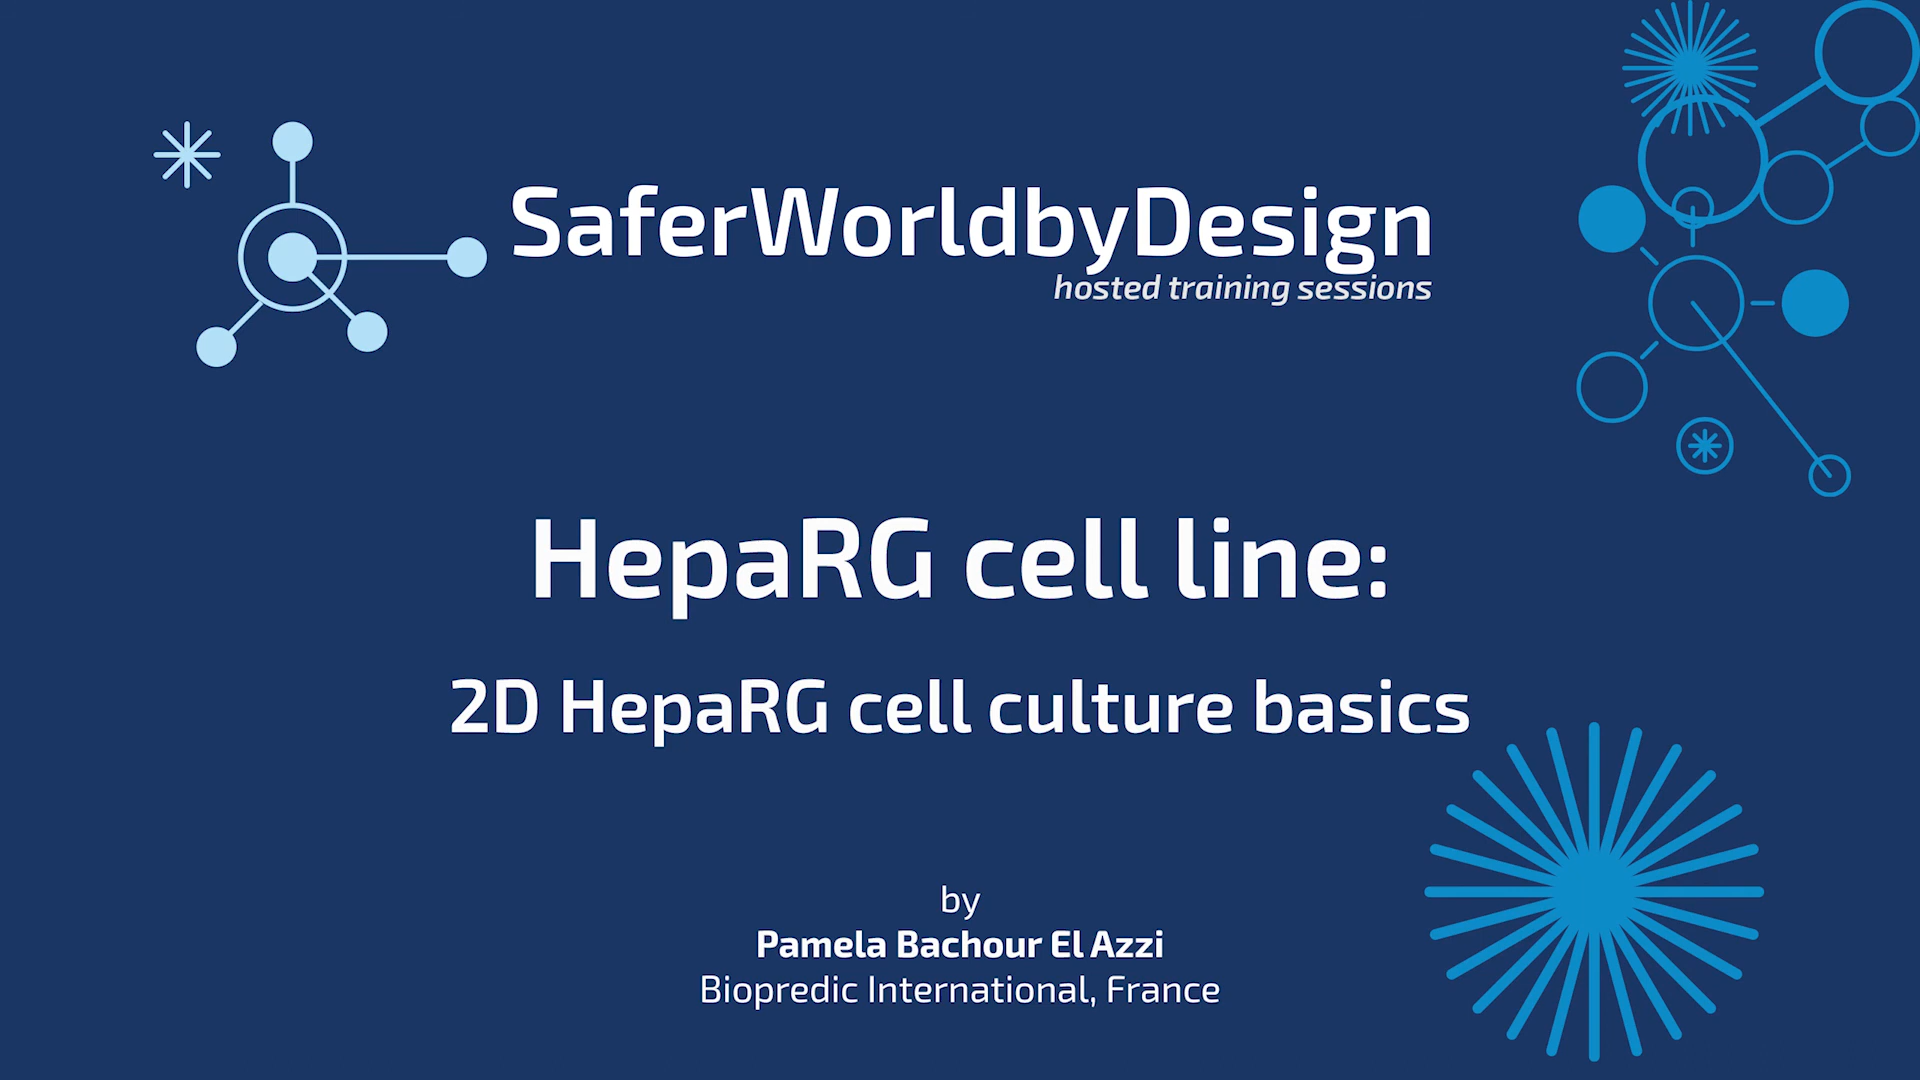 SaferWorldbyDesign
hosted training sessions
HepaRG cell line:
2D HepaRG cell culture basics
by
Pamela Bachour El Azzi
Biopredic International, France